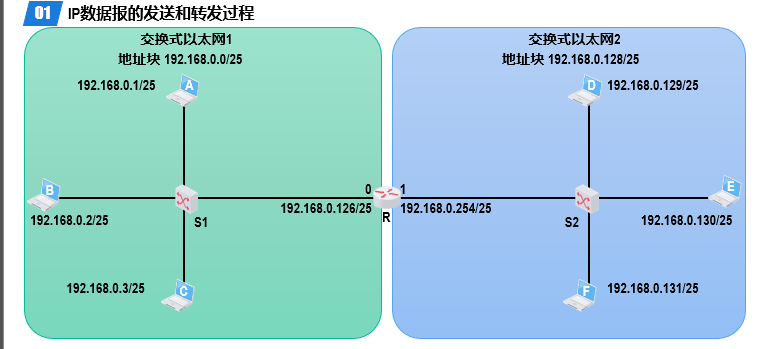 01 IP数据报的发送和转发过程
交换式以太网1
地址块 192.168.0.0/25
交换式以太网2
地址块 192.168.0.128/25
192.168.0.1/25
A
D
192.168.0.129/25
B
0
1
E
192.168.0.2/25
S1
192.168.0.126/25
R
192.168.0.254/25
S2
192.168.0.130/25
192.168.0.3/25
C
F
192.168.0.131/25